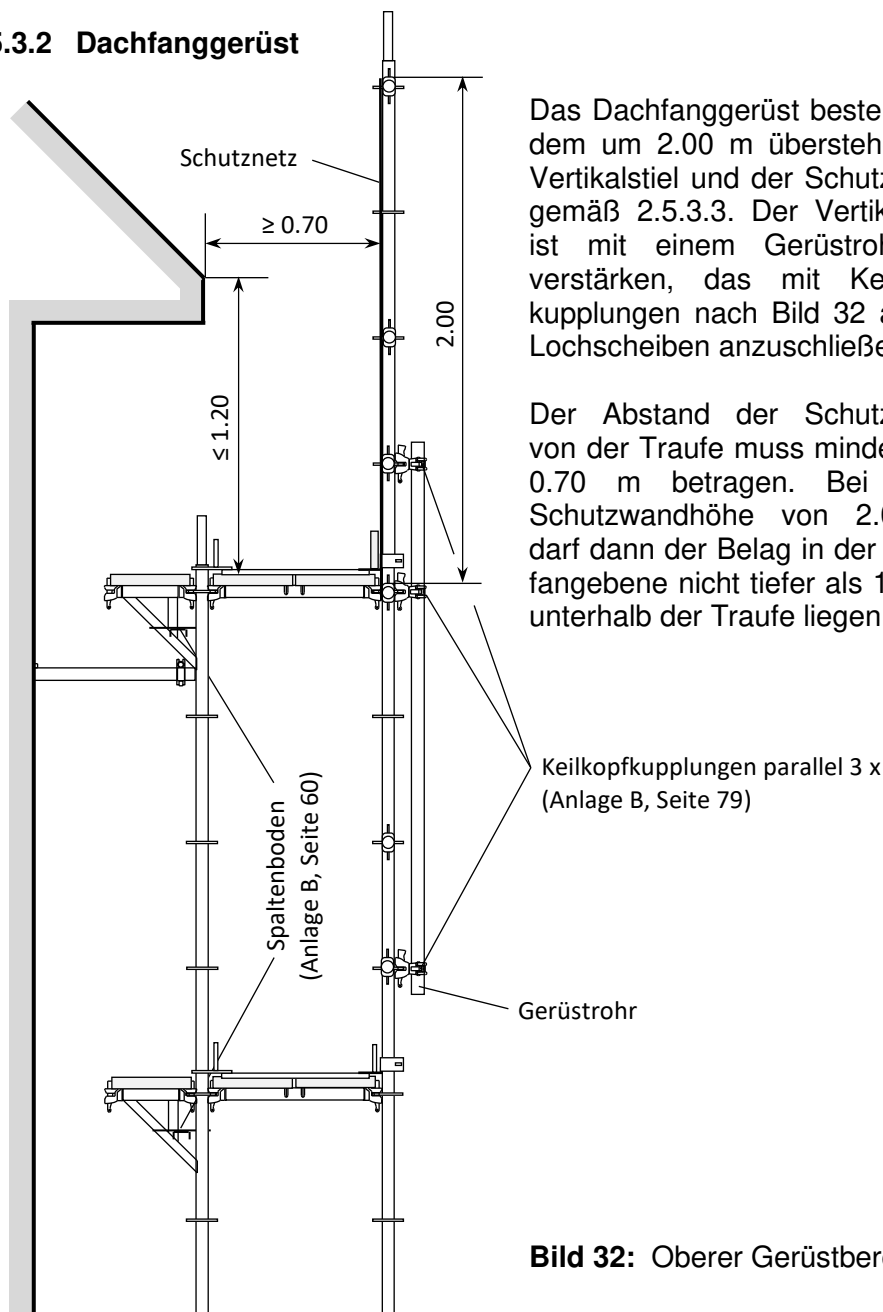 5.3.2 Dachfanggerüst
Das Dachfanggerüst beste
dem um 2.00 m übersteh
Vertikalstiel und der Schutz
gemäß 2.5.3.3. Der Vertik
ist mit einem Gerüstroh
verstärken, das mit Ke
kupplungen nach Bild 32 a
Lochscheiben anzuschließe
Der Abstand der Schutz
von der Traufe muss minde
0.70 m betragen. Bei
Schutzwandhöhe von 2.0
darf dann der Belag in der
fangebene nicht tiefer als 1
unterhalb der Traufe liegen
Schutznetz
≥ 0.70
2.00
≤ 1.20
Keilkopfkupplungen parallel 3 x
(Anlage B, Seite 79)
Spaltenboden
(Anlage B, Seite 60)
Gerüstrohr
Bild 32: Oberer Gerüstber